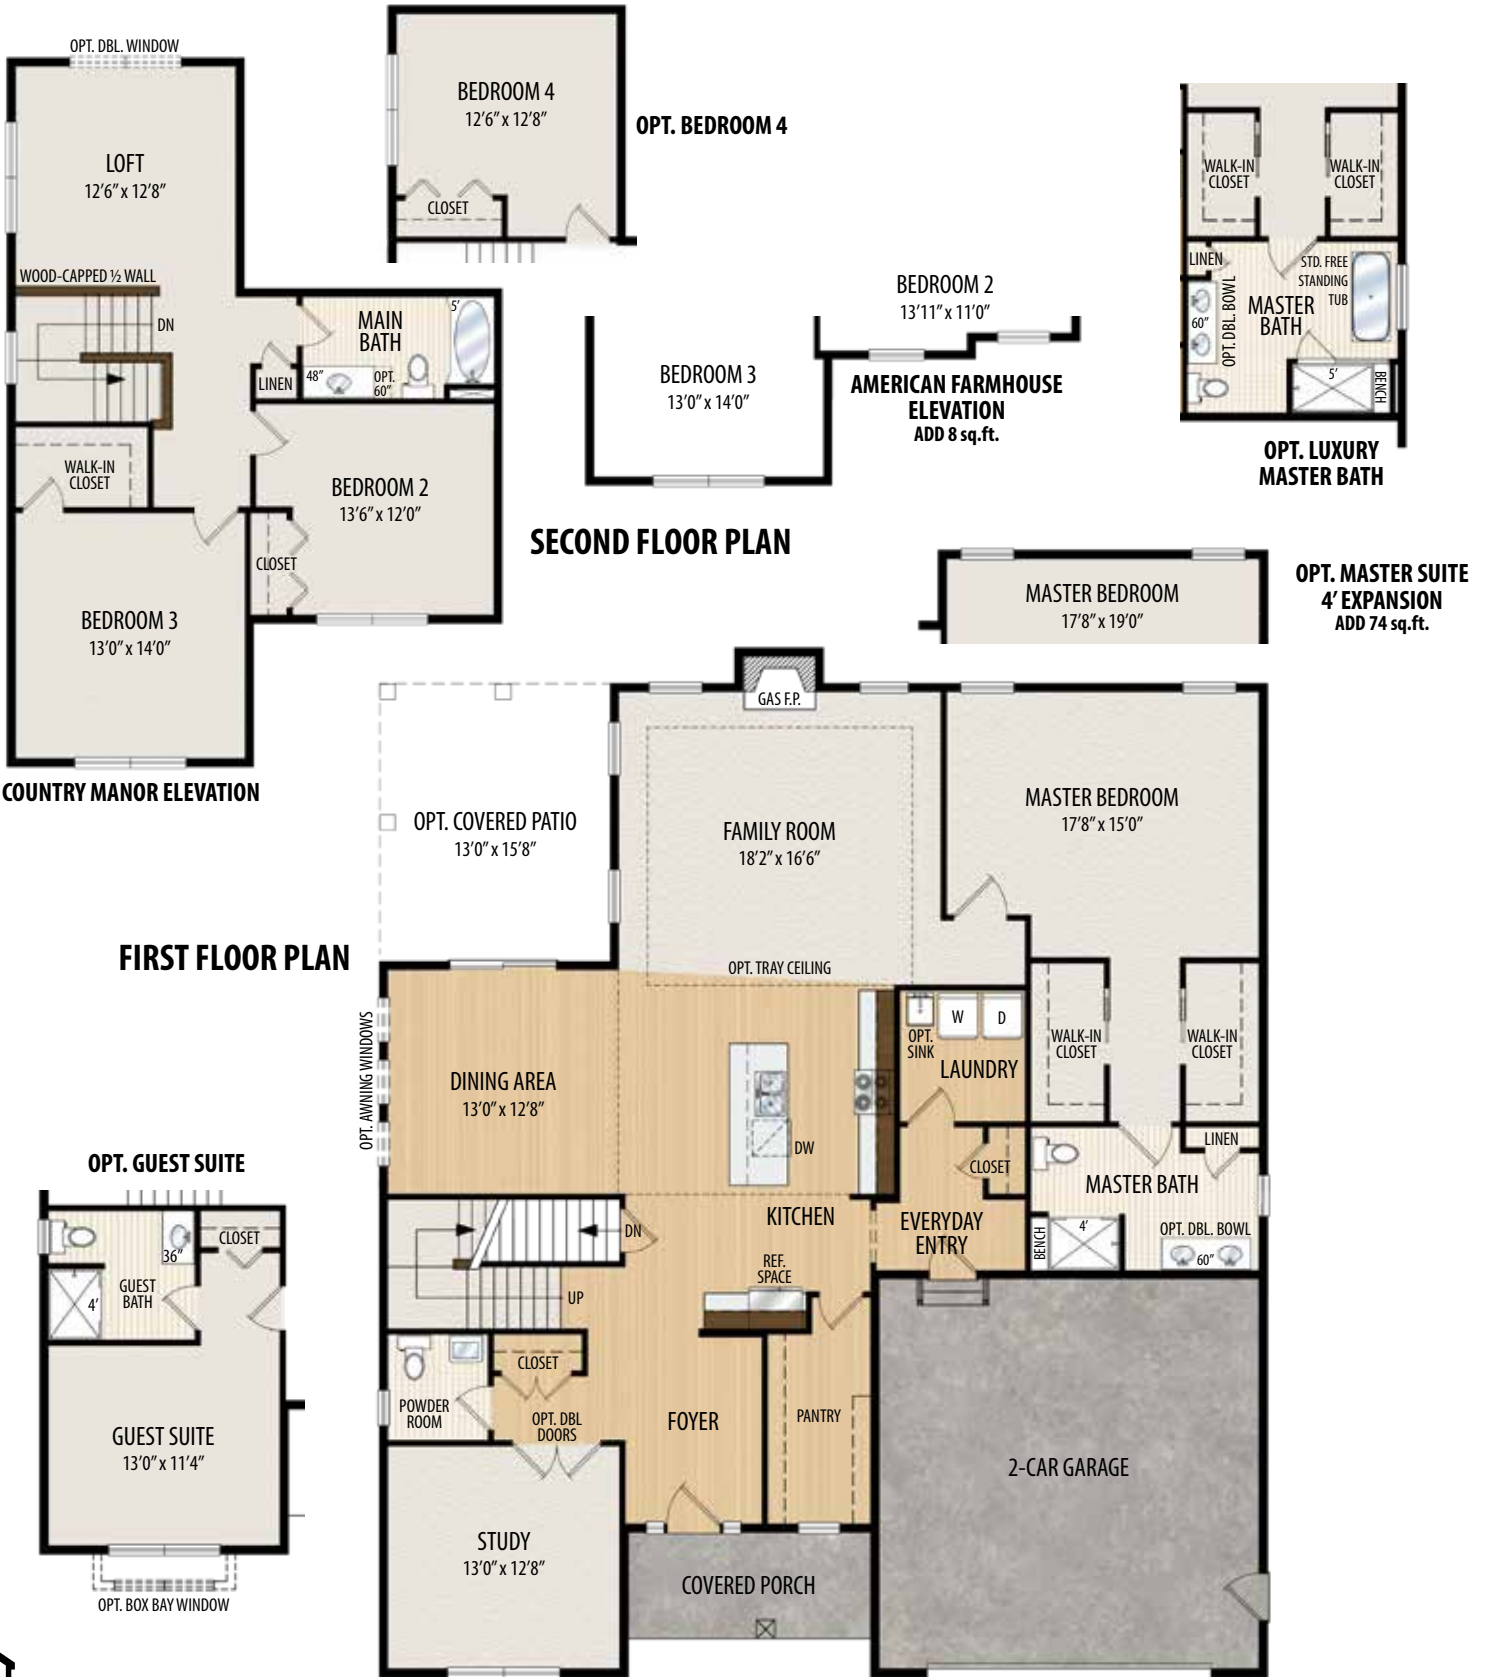 OPT. DBL. WINDOW
LOFT
12'6" x 12'8"
WOOD-CAPPED ½ WALL
DN
MAIN
BATH
5'
LINEN
48"
OPT.
60"
WALK-IN
CLOSET
BEDROOM 2
13'6" x 12'0"
CLOSET
BEDROOM 3
13'0" x 14'0"
COUNTRY MANOR ELEVATION
BEDROOM 4
12'6" x 12'8"
CLOSET
OPT. BEDROOM 4
BEDROOM 2
13'11" x 11'0"
BEDROOM 3
13'0" x 14'0"
AMERICAN FARMHOUSE
ELEVATION
ADD 8 sq.ft.
SECOND FLOOR PLAN
WALK-IN
CLOSET
WALK-IN
CLOSET
LINEN
STD. FREE
STANDING
TUB
MASTER
BATH
60"
OPT. DBL. BOWL
5'
BENCH
OPT. LUXURY
MASTER BATH
MASTER BEDROOM
17'8" x 19'0"
OPT. MASTER SUITE
4' EXPANSION
ADD 74 sq.ft.
FIRST FLOOR PLAN
GAS F.P.
OPT. COVERED PATIO
13'0" x 15'8"
FAMILY ROOM
18'2" x 16'6"
OPT. TRAY CEILING
MASTER BEDROOM
17'8" x 15'0"
OPT. AWNING WINDOWS
DINING AREA
13'0" x 12'8"
DW
KITCHEN
OPT.
SINK
W
D
LAUNDRY
CLOSET
EVERYDAY
ENTRY
WALK-IN
CLOSET
WALK-IN
CLOSET
LINEN
MASTER BATH
BENCH
4'
OPT. DBL. BOWL
60"
DN
UP
REF.
SPACE
CLOSET
POWDER
ROOM
OPT. DBL
DOORS
FOYER
PANTRY
2-CAR GARAGE
STUDY
13'0" x 12'8"
COVERED PORCH
OPT. GUEST SUITE
36"
CLOSET
GUEST
BATH
4'
GUEST SUITE
13'0" x 11'4"
OPT. BOX BAY WINDOW